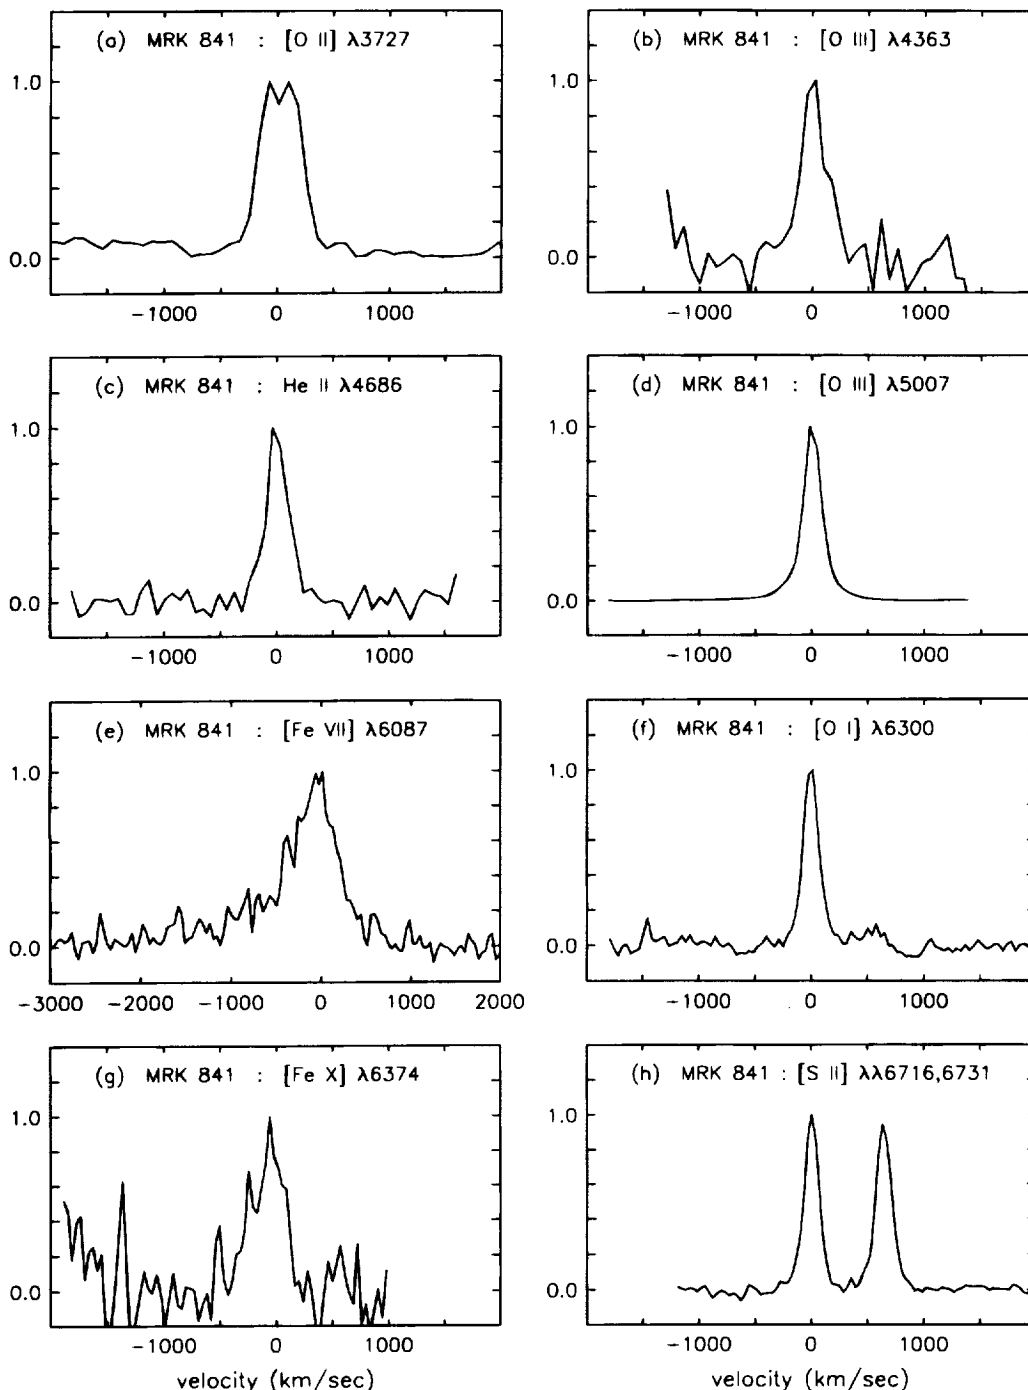 (a) MRK 841 : [O II] λ3727
1.0
0.0
−1000 0 1000
(b) MRK 841 : [O III] λ4363
1.0
0.0
−1000 0 1000
(c) MRK 841 : He II λ4686
1.0
0.0
−1000 0 1000
(d) MRK 841 : [O III] λ5007
1.0
0.0
−1000 0 1000
(e) MRK 841 : [Fe VII] λ6087
1.0
0.0
−3000 −2000 −1000 0 1000 2000
(f) MRK 841 : [O I] λ6300
1.0
0.0
−1000 0 1000
(g) MRK 841 : [Fe X] λ6374
1.0
0.0
−1000 0 1000
velocity (km/sec)
(h) MRK 841 : [S II] λλ6716,6731
1.0
0.0
−1000 0 1000
velocity (km/sec)